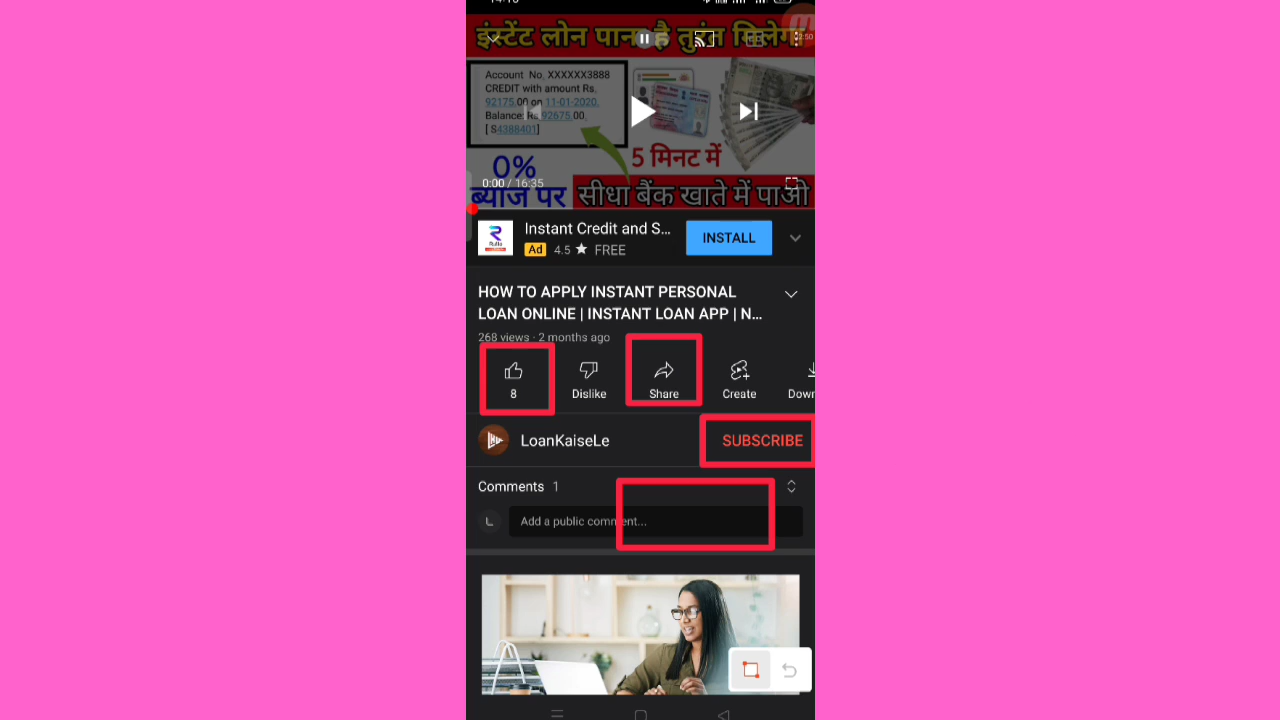 इंस्टेंट लोन पाना है तुरंत मिलेगा
Account No, XXXXXX3888
CREDIT with amount Rs,
92175.00 on 11-01-2020,
Balance: Rs 92675.00,
[ S4388401]
5 मिनट में
0%
ब्याज पर
सीधा बैंक खाते में पाओ
0:00 / 16:35
Instant Credit and S...
Ad 4.5 ★ FREE
INSTALL
HOW TO APPLY INSTANT PERSONAL
LOAN ONLINE | INSTANT LOAN APP | N...
268 views · 2 months ago
8
Dislike
Share
Create
Down
LoanKaiseLe
SUBSCRIBE
Comments 1
L
Add a public comment...